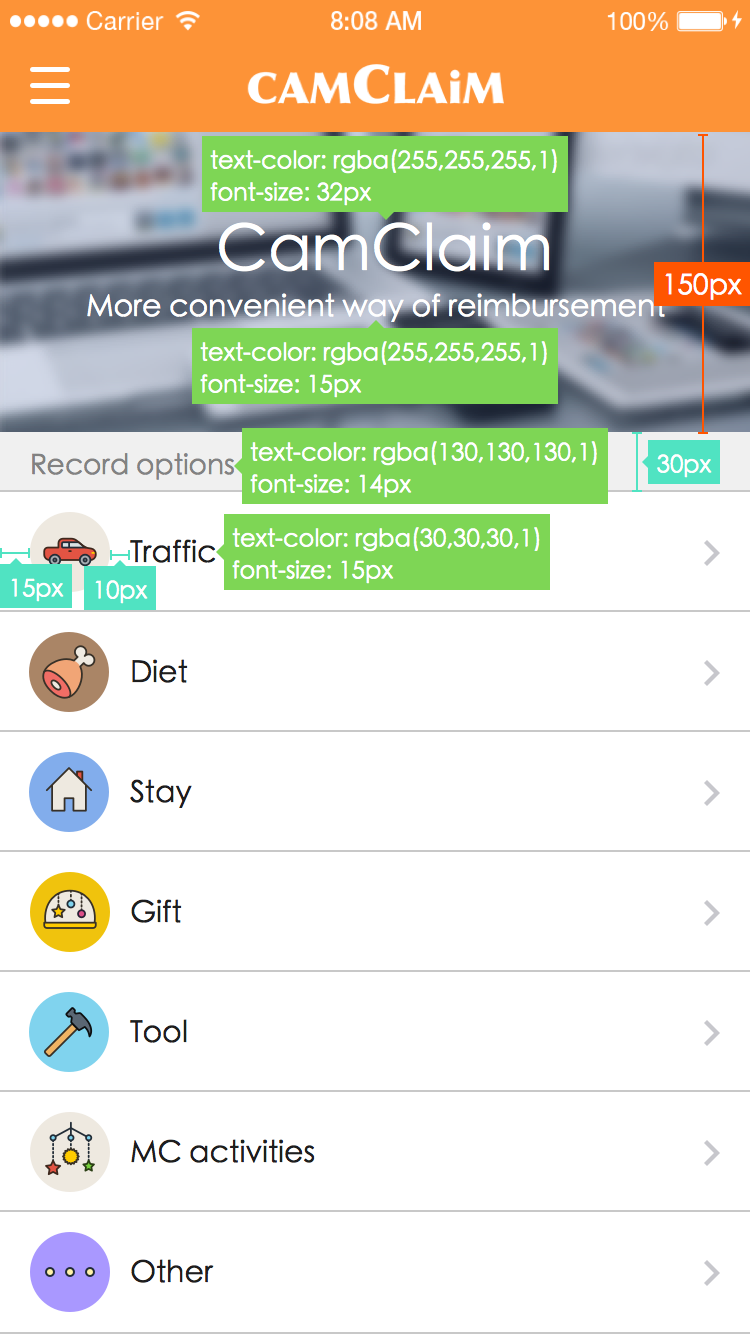 Carrier 8:08 AM 100%
CAMCLAiM
text-color: rgba(255,255,255,1)
font-size: 32px
CamClaim
150px
More convenient way of reimbursement
text-color: rgba(255,255,255,1)
font-size: 15px
Record options
text-color: rgba(130,130,130,1)
font-size: 14px
30px
Traffic
text-color: rgba(30,30,30,1)
font-size: 15px
15px
10px
Diet
Stay
Gift
Tool
MC activities
Other